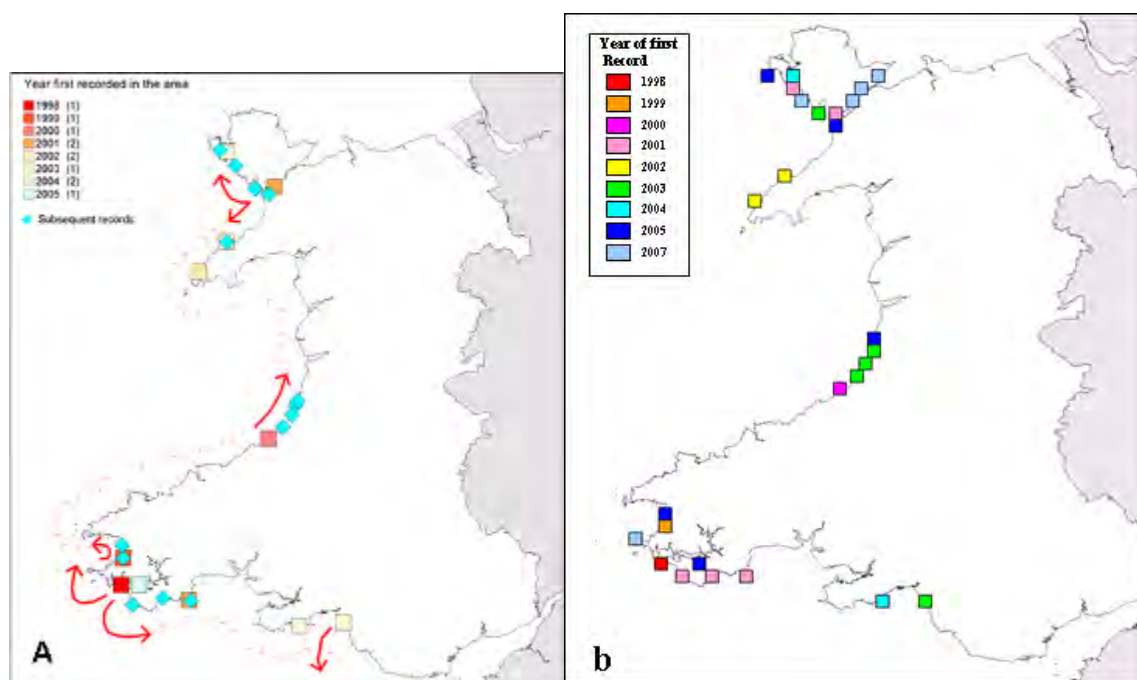 Year first recorded in the area
1998 (1)
1999 (1)
2000 (1)
2001 (2)
2002 (2)
2003 (1)
2004 (2)
2005 (1)
Subsequent records
A
Year of first
Record
1998
1999
2000
2001
2002
2003
2004
2005
2007
b